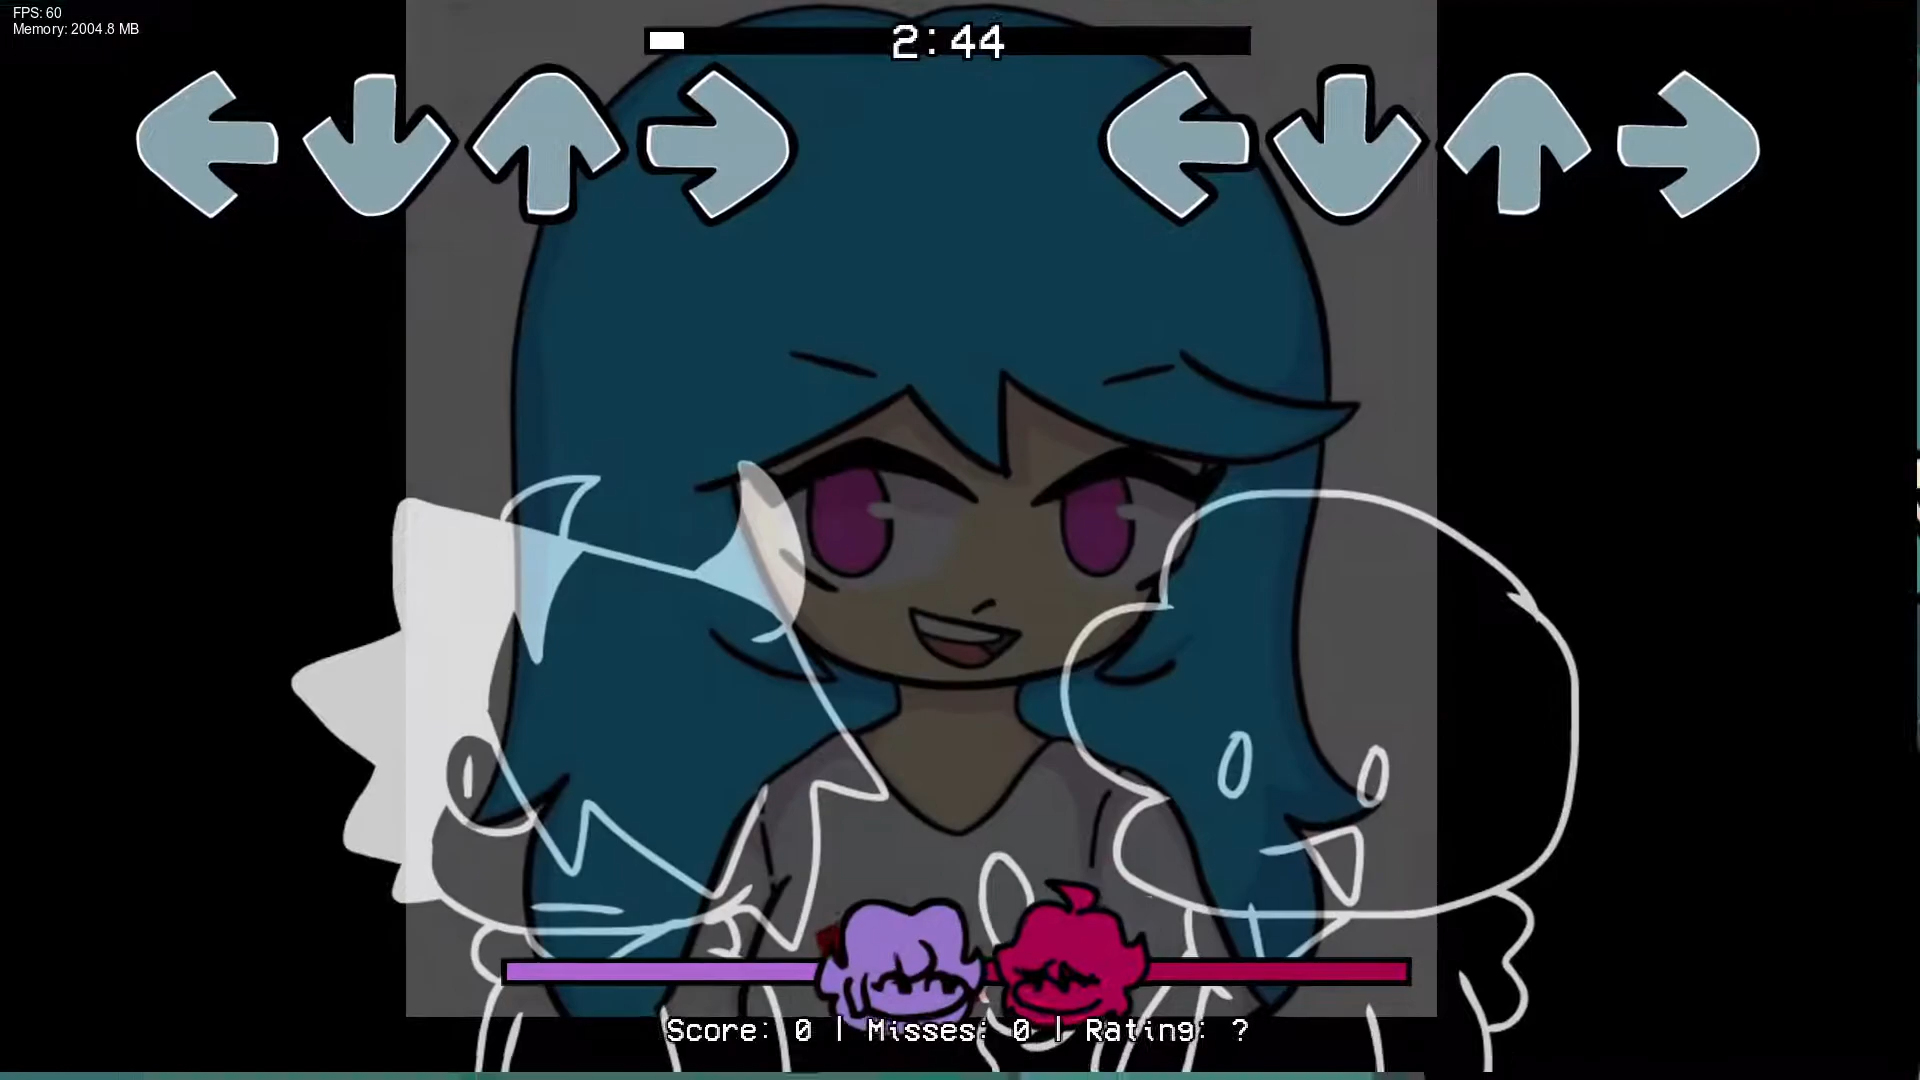 FPS: 60
Memory: 2004.8 MB
2:44
Score: 0 | Misses: 0 | Rating: ?